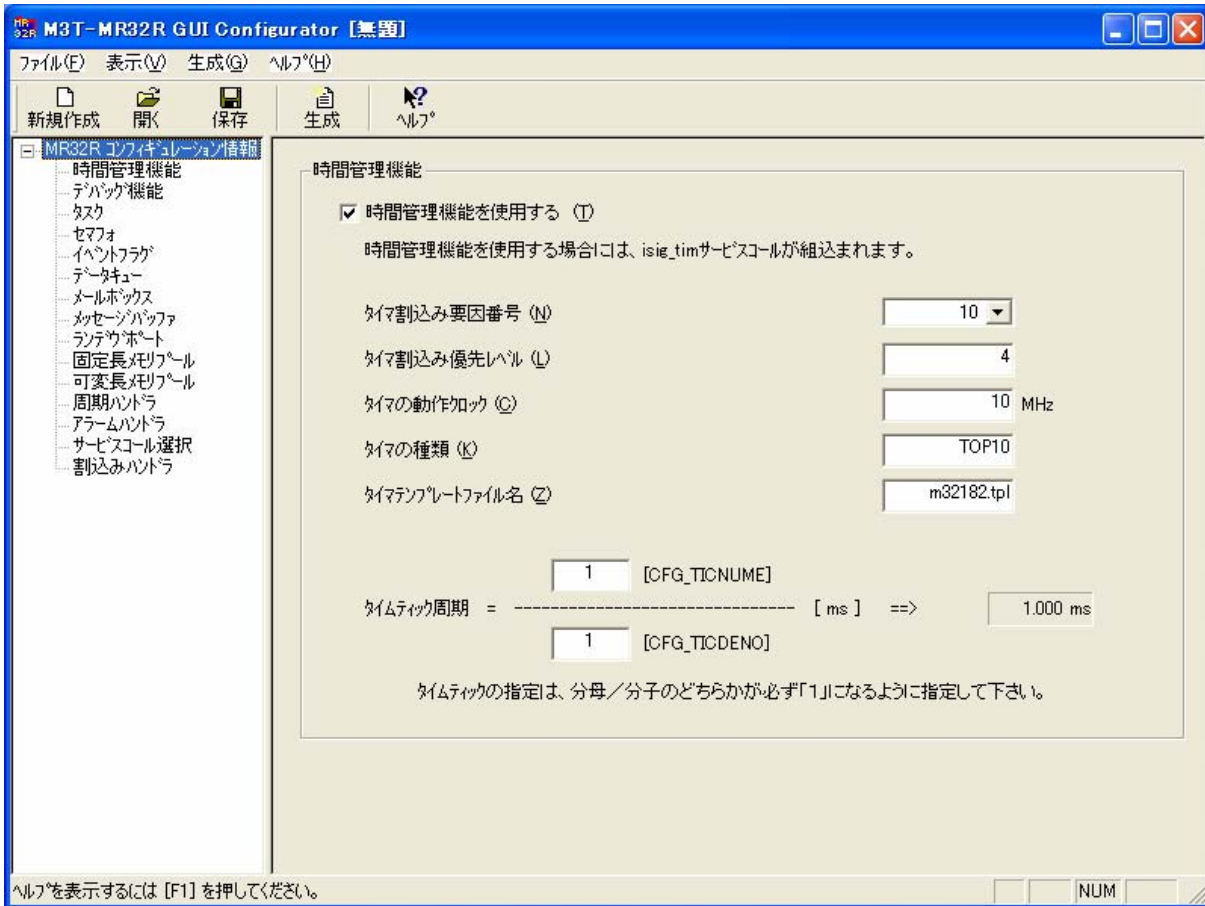 M3T-MR32R GUI Configurator [無題]
ファイル(F) 表示(V) 生成(G) ヘルプ(H)
新規作成 開く 保存 生成 ヘルプ
MR32R コンフィギュレーション情報
時間管理機能
デバッグ機能
タスク
セマフォ
イベントフラグ
データキュー
メールボックス
メッセージバッファ
ランデヴポート
固定長メモリプール
可変長メモリプール
周期ハンドラ
アラームハンドラ
サービスコール選択
割込みハンドラ
時間管理機能
時間管理機能を使用する (T)
時間管理機能を使用する場合には、isig_timサービスコールが組込まれます。
タイマ割込み要因番号 (N) 10
タイマ割込み優先レベル (L) 4
タイマの動作クロック (C) 10 MHz
タイマの種類 (K) TOP10
タイマテンプレートファイル名 (Z) m32182.tpl
1 [CFG_TICNUME]
タイムティック周期 = ------------------------------- [ ms ] ==> 1.000 ms
1 [CFG_TICDENO]
タイムティックの指定は、分母/分子のどちらかが必ず「1」になるように指定して下さい。
ヘルプを表示するには [F1] を押してください。 NUM